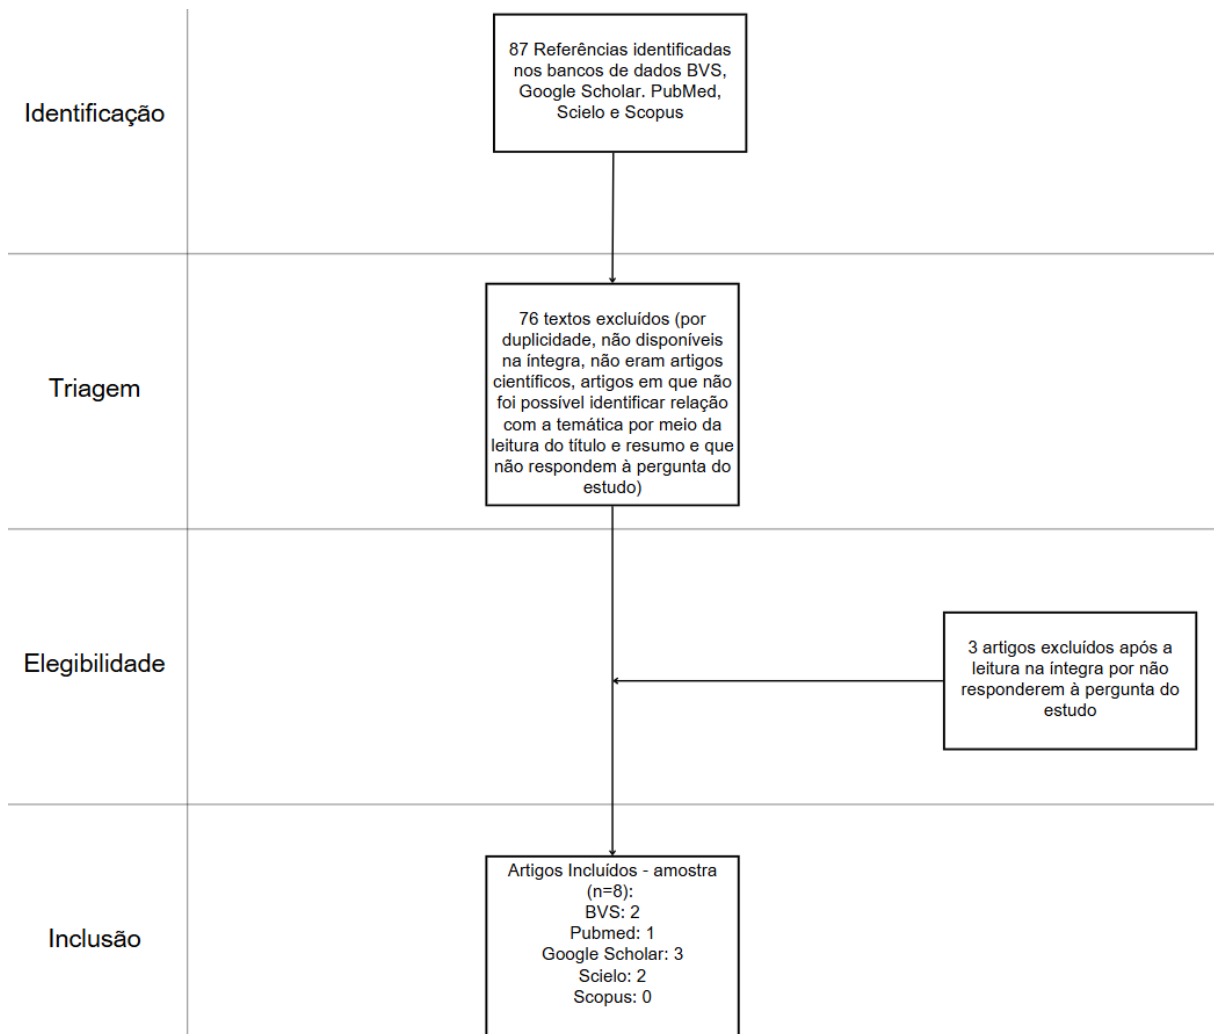 Identificação
87 Referências identificadas
nos bancos de dados BVS,
Google Scholar. PubMed,
Scielo e Scopus
Triagem
76 textos excluídos (por
duplicidade, não disponíveis
na íntegra, não eram artigos
científicos, artigos em que não
foi possível identificar relação
com a temática por meio da
leitura do título e resumo e que
não respondem à pergunta do
estudo)
Elegibilidade
3 artigos excluídos após a
leitura na íntegra por não
responderem à pergunta do
estudo
Inclusão
Artigos Incluídos - amostra
(n=8):
BVS: 2
Pubmed: 1
Google Scholar: 3
Scielo: 2
Scopus: 0